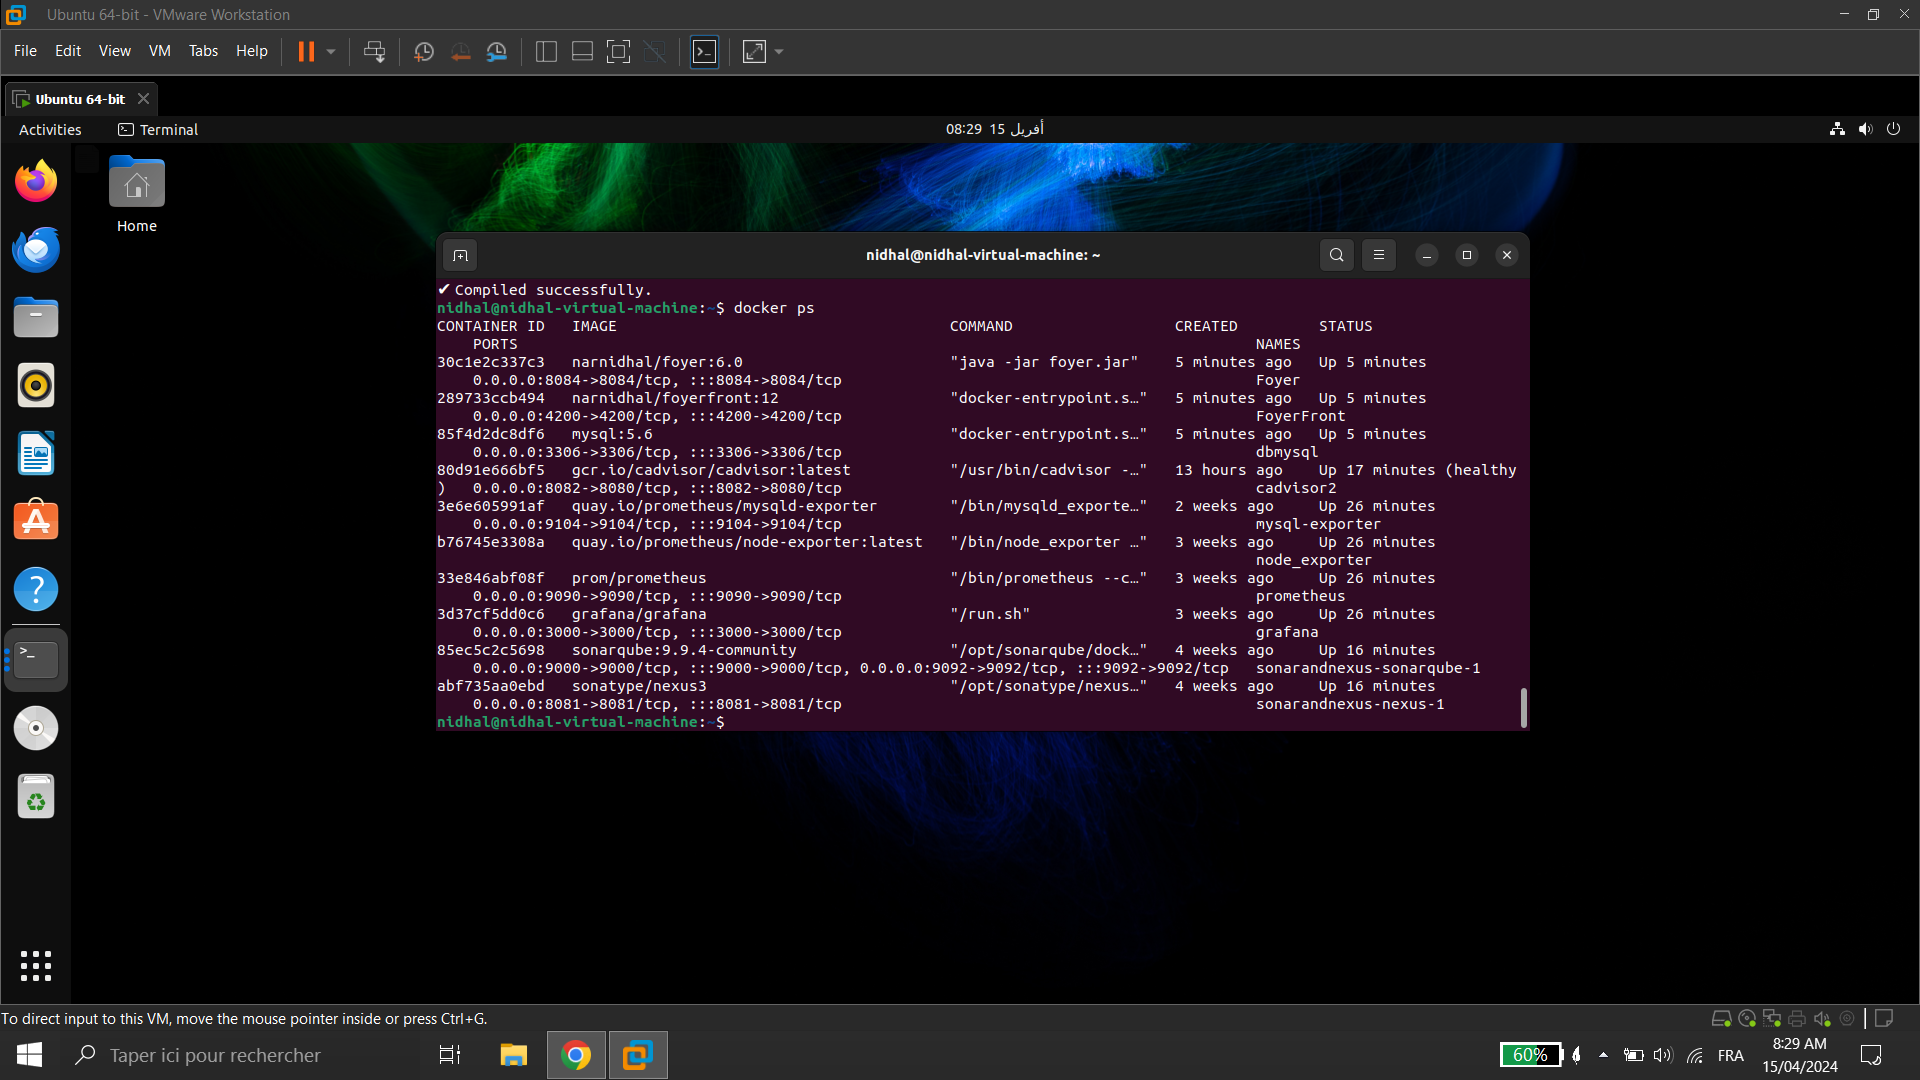 Ubuntu 64-bit - VMware Workstation
File Edit View VM Tabs Help
Ubuntu 64-bit
Activities Terminal 08:29 15 أفريل
Home
nidhal@nidhal-virtual-machine: ~
✔ Compiled successfully.
nidhal@nidhal-virtual-machine:~$ docker ps
CONTAINER ID IMAGE COMMAND CREATED STATUS
PORTS NAMES
30c1e2c337c3 narnidhal/foyer:6.0 "java -jar foyer.jar" 5 minutes ago Up 5 minutes
0.0.0.0:8084->8084/tcp, :::8084->8084/tcp Foyer
289733ccb494 narnidhal/foyerfront:12 "docker-entrypoint.s…" 5 minutes ago Up 5 minutes
0.0.0.0:4200->4200/tcp, :::4200->4200/tcp FoyerFront
85f4d2dc8df6 mysql:5.6 "docker-entrypoint.s…" 5 minutes ago Up 5 minutes
0.0.0.0:3306->3306/tcp, :::3306->3306/tcp dbmysql
80d91e666bf5 gcr.io/cadvisor/cadvisor:latest "/usr/bin/cadvisor -…" 13 hours ago Up 17 minutes (healthy
) 0.0.0.0:8082->8080/tcp, :::8082->8080/tcp cadvisor2
3e6e605991af quay.io/prometheus/mysqld-exporter "/bin/mysqld_exporte…" 2 weeks ago Up 26 minutes
0.0.0.0:9104->9104/tcp, :::9104->9104/tcp mysql-exporter
b76745e3308a quay.io/prometheus/node-exporter:latest "/bin/node_exporter …" 3 weeks ago Up 26 minutes
node_exporter
33e846abf08f prom/prometheus "/bin/prometheus --c…" 3 weeks ago Up 26 minutes
0.0.0.0:9090->9090/tcp, :::9090->9090/tcp prometheus
3d37cf5dd0c6 grafana/grafana "/run.sh" 3 weeks ago Up 26 minutes
0.0.0.0:3000->3000/tcp, :::3000->3000/tcp grafana
85ec5c2c5698 sonarqube:9.9.4-community "/opt/sonarqube/dock…" 4 weeks ago Up 16 minutes
0.0.0.0:9000->9000/tcp, :::9000->9000/tcp, 0.0.0.0:9092->9092/tcp, :::9092->9092/tcp sonarandnexus-sonarqube-1
abf735aa0ebd sonatype/nexus3 "/opt/sonatype/nexus…" 4 weeks ago Up 16 minutes
0.0.0.0:8081->8081/tcp, :::8081->8081/tcp sonarandnexus-nexus-1
nidhal@nidhal-virtual-machine:~$
To direct input to this VM, move the mouse pointer inside or press Ctrl+G.
Taper ici pour rechercher
60%
FRA
8:29 AM
15/04/2024